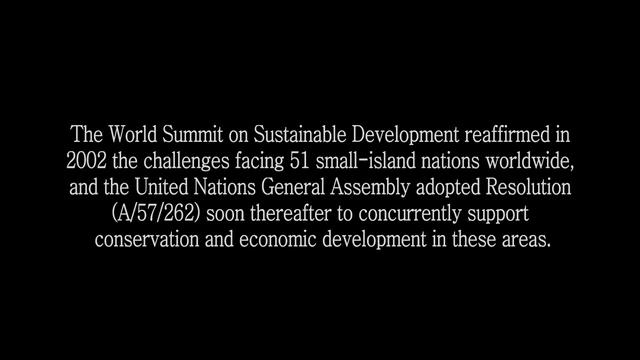 The World Summit on Sustainable Development reaffirmed in
2002 the challenges facing 51 small-island nations worldwide,
and the United Nations General Assembly adopted Resolution
(A/57/262) soon thereafter to concurrently support
conservation and economic development in these areas.